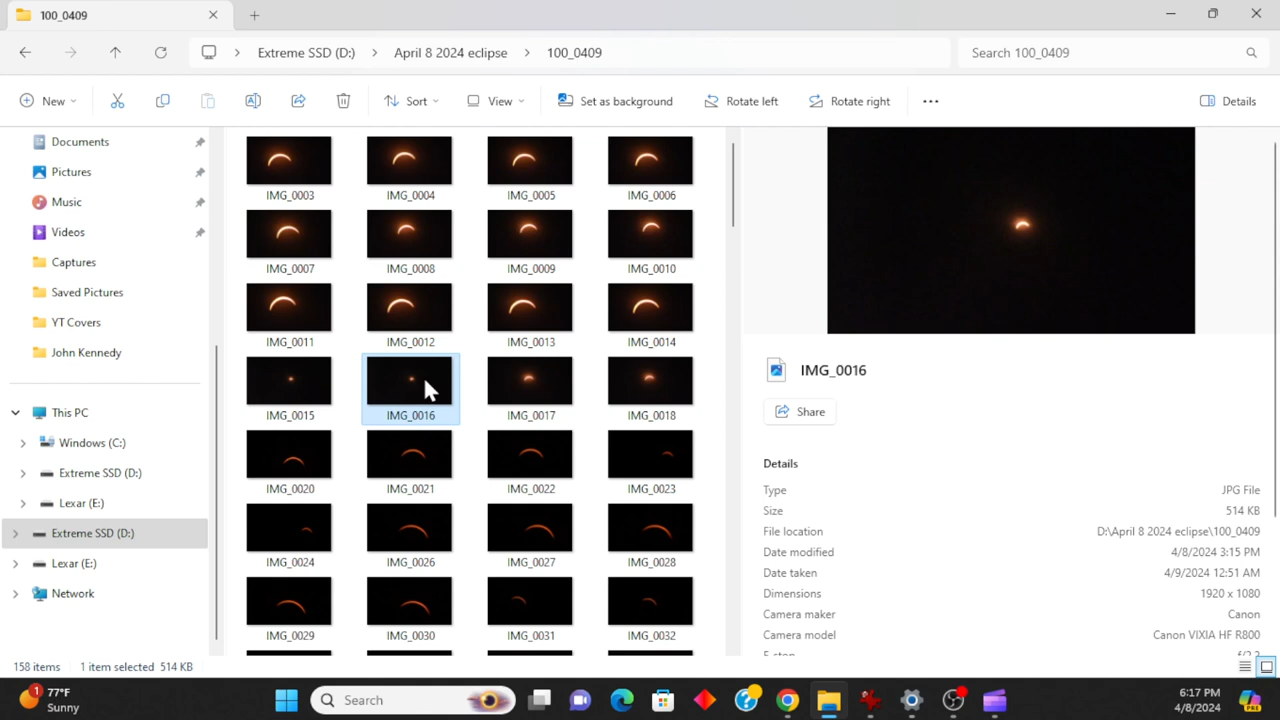 100_0409
Extreme SSD (D:) April 8 2024 eclipse 100_0409 Search 100_0409
New Sort View Set as background Rotate left Rotate right Details
Documents
Pictures
Music
Videos
Captures
Saved Pictures
YT Covers
John Kennedy
This PC
Windows (C:)
Extreme SSD (D:)
Lexar (E:)
Extreme SSD (D:)
Lexar (E:)
Network
IMG_0003 IMG_0004 IMG_0005 IMG_0006
IMG_0007 IMG_0008 IMG_0009 IMG_0010
IMG_0011 IMG_0012 IMG_0013 IMG_0014
IMG_0015 IMG_0016 IMG_0017 IMG_0018
IMG_0020 IMG_0021 IMG_0022 IMG_0023
IMG_0024 IMG_0026 IMG_0027 IMG_0028
IMG_0029 IMG_0030 IMG_0031 IMG_0032
IMG_0016
Share
Details
Type JPG File
Size 514 KB
File location D:\April 8 2024 eclipse\100_0409
Date modified 4/8/2024 3:15 PM
Date taken 4/9/2024 12:51 AM
Dimensions 1920 x 1080
Camera maker Canon
Camera model Canon VIXIA HF R800
158 items 1 item selected 514 KB
1 77°F
Sunny
Search
6:17 PM
4/8/2024
PRE